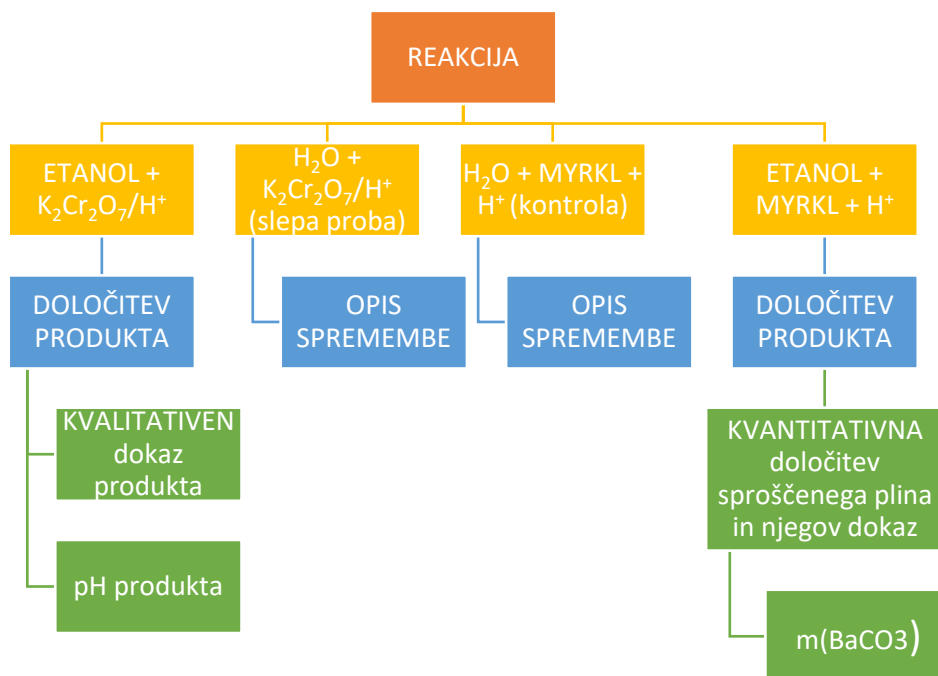 REAKCIJA
ETANOL +
K₂Cr₂O₇/H⁺
H₂O +
K₂Cr₂O₇/H⁺
(slepa proba)
H₂O + MYRKL +
H⁺ (kontrola)
ETANOL +
MYRKL + H⁺
DOLOČITEV
PRODUKTA
OPIS
SPREMEMBE
OPIS
SPREMEMBE
DOLOČITEV
PRODUKTA
KVALITATIVEN
dokaz
produkta
pH produkta
KVANTITATIVNA
določitev
sproščenega plina
in njegov dokaz
m(BaCO3)